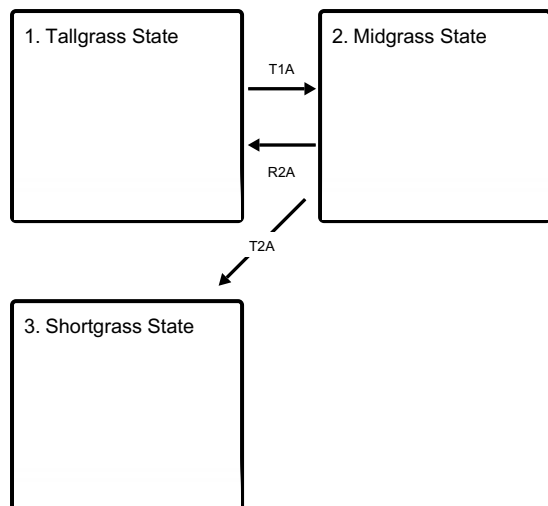 1. Tallgrass State
2. Midgrass State
T1A
R2A
T2A
3. Shortgrass State